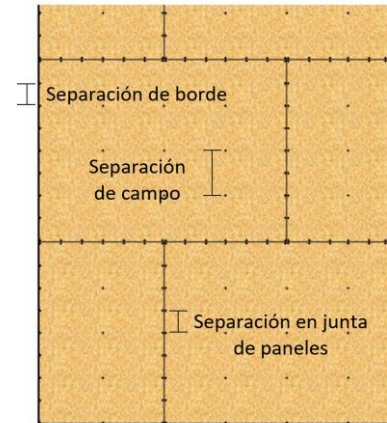 Separación de borde
Separación
de campo
Separación en junta
de paneles